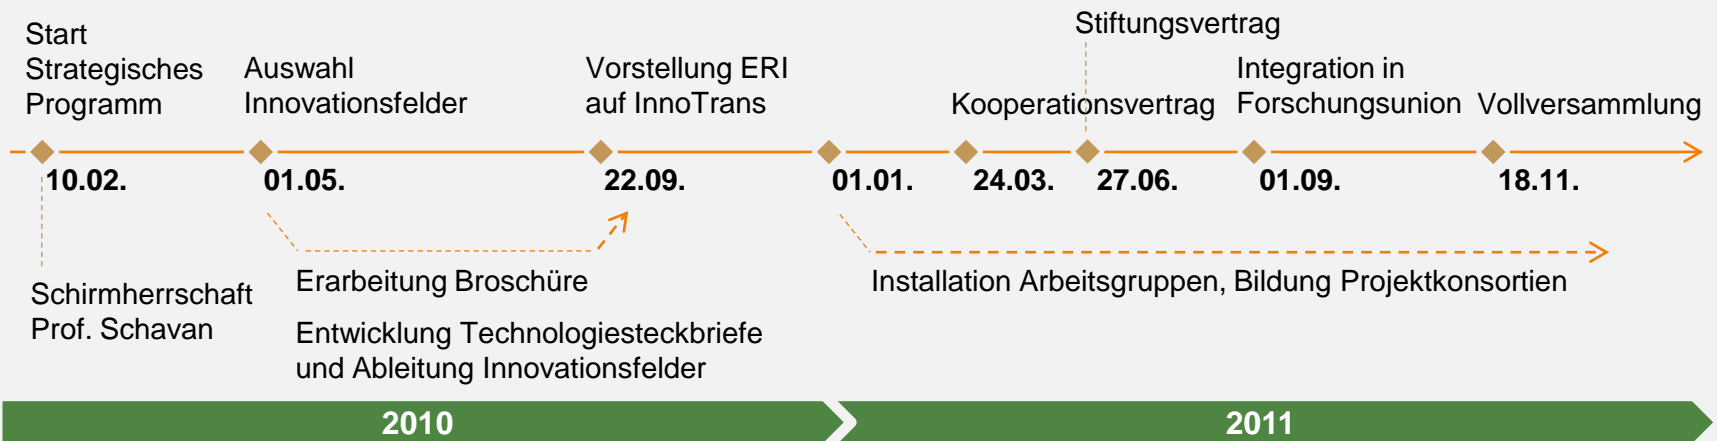 Start
Strategisches
Programm
Auswahl
Innovationsfelder
Vorstellung ERI
auf InnoTrans
Kooperationsvertrag
Stiftungsvertrag
Integration in
Forschungsunion
Vollversammlung
10.02.
01.05.
22.09.
01.01.
24.03.
27.06.
01.09.
18.11.
Schirmherrschaft
Prof. Schavan
Erarbeitung Broschüre
Entwicklung Technologiesteckbriefe
und Ableitung Innovationsfelder
Installation Arbeitsgruppen, Bildung Projektkonsortien
2010
2011